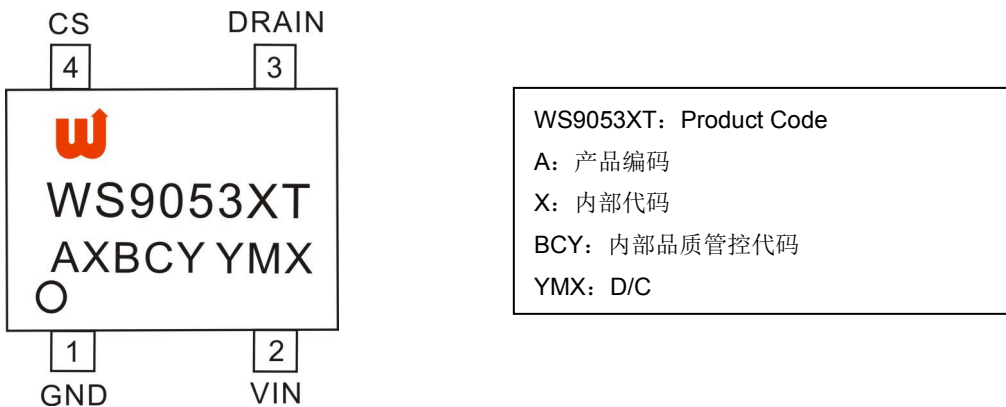 CS DRAIN
4 3
WS9053XT
AXBCY YMX
1 2
GND VIN
WS9053XT：Product Code
A：产品编码
X：内部代码
BCY：内部品质管控代码
YMX：D/C